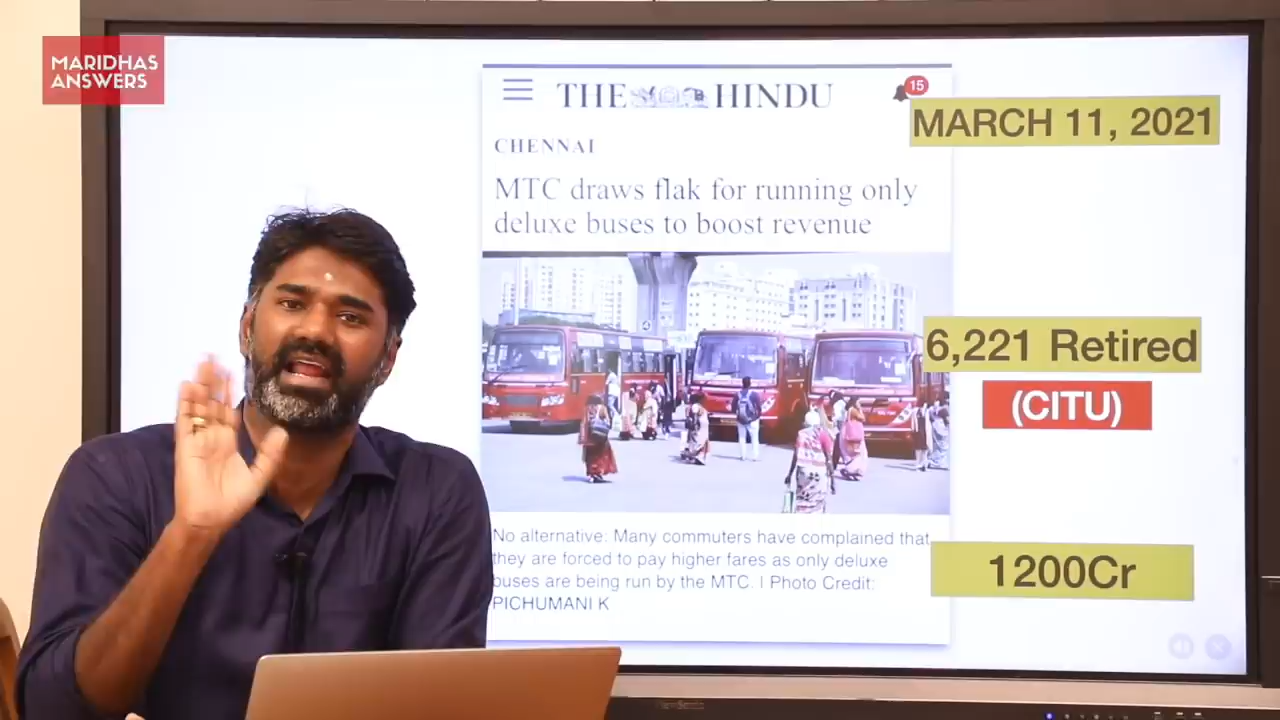 MARIDHAS
ANSWERS
THE HINDU
15
MARCH 11, 2021
CHENNAI
MTC draws flak for running only
deluxe buses to boost revenue
6,221 Retired
(CITU)
No alternative: Many commuters have complained that
they are forced to pay higher fares as only deluxe
buses are being run by the MTC. I Photo Credit:
PICHUMANI K
1200Cr
ViewSonic